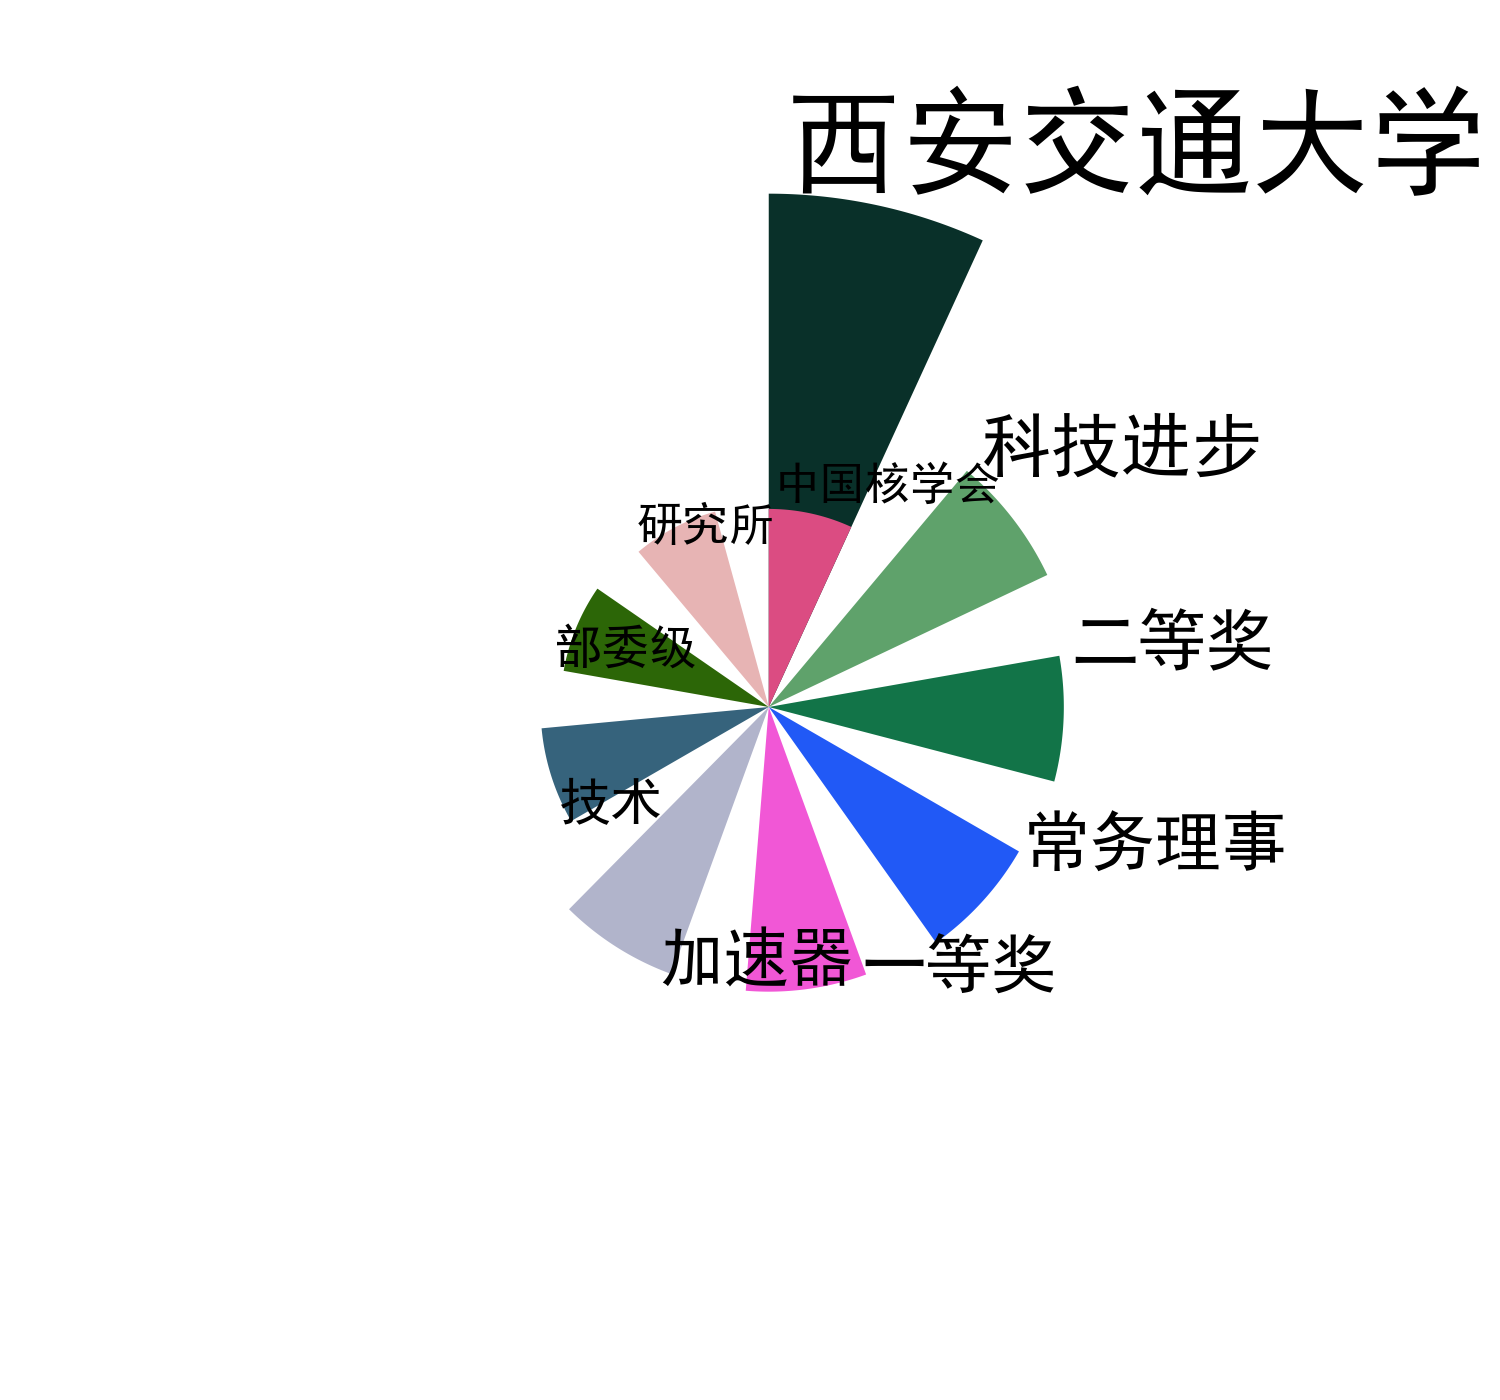 西安交通大学
科技进步
中国核学会
研究所
二等奖
部委级
技术
常务理事
加速器
一等奖